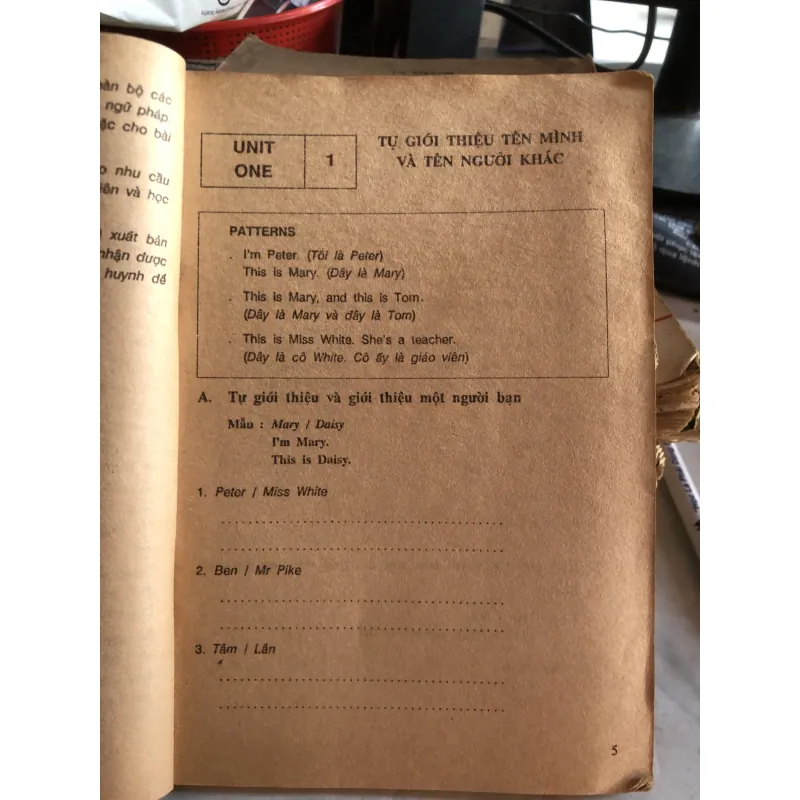 àn bộ các
ngữ pháp,
ặc cho bài
o nhu cầu
iên và học
xuất bản
nhận được
huynh để
UNIT
ONE
1
TỰ GIỚI THIỆU TÊN MÌNH
VÀ TÊN NGƯỜI KHÁC
PATTERNS
. I'm Peter. (Tôi là Peter)
This is Mary. (Đây là Mary)
. This is Mary, and this is Tom.
(Đây là Mary và đây là Tom)
. This is Miss White. She's a teacher.
(Đây là cô White. Cô ấy là giáo viên)
A. Tự giới thiệu và giới thiệu một người bạn
Mẫu : Mary / Daisy
I'm Mary.
This is Daisy.
1. Peter / Miss White
2. Ben / Mr Pike
3. Tâm / Lần
5